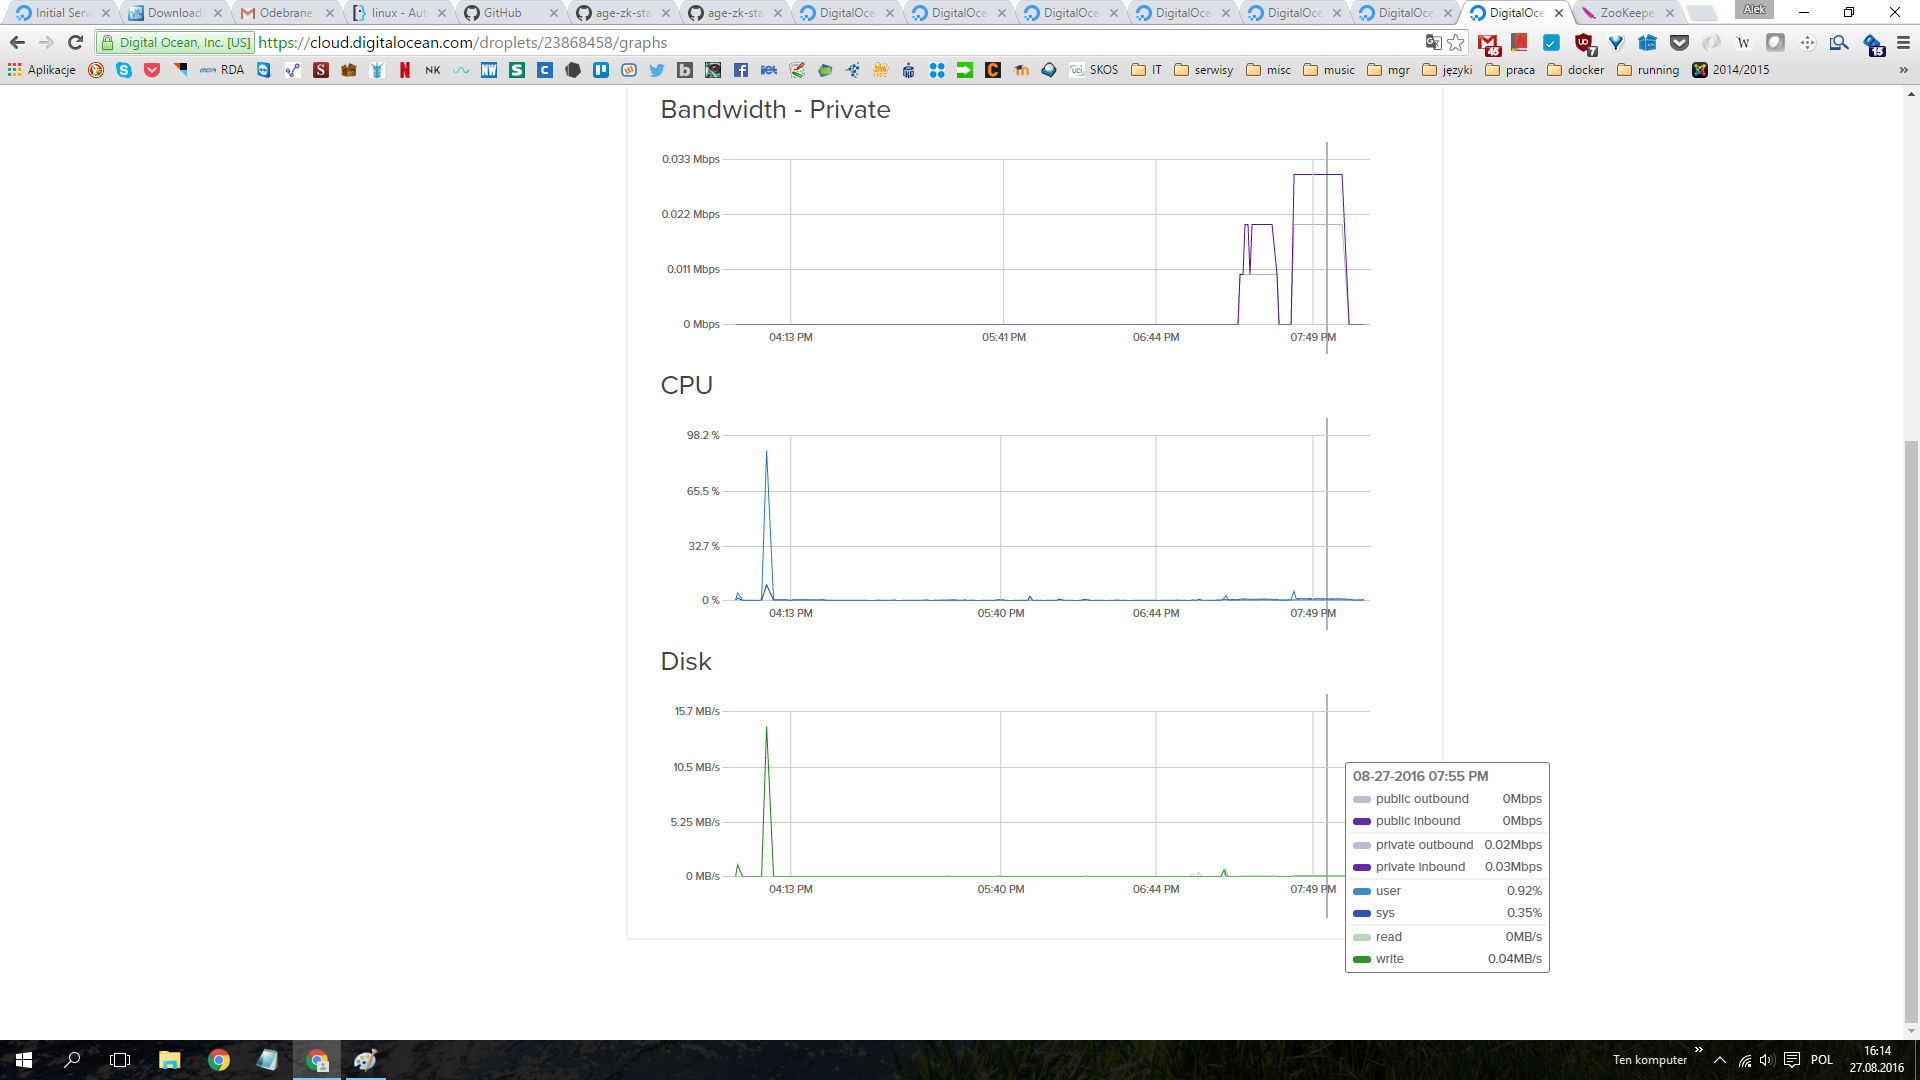 Initial Serv
Download
Odebrane
linux - Aut
GitHub
age-zk-sta
age-zk-sta
DigitalOce
DigitalOce
DigitalOce
DigitalOce
DigitalOce
DigitalOce
DigitalOce
ZooKeepe
Alek
Digital Ocean, Inc. [US]
https://cloud.digitalocean.com/droplets/23868458/graphs
45
7
W
15
Aplikacje
RDA
NK
SKOS
IT
serwisy
misc
music
mgr
języki
praca
docker
running
2014/2015
Bandwidth - Private
0.033 Mbps
0.022 Mbps
0.011 Mbps
0 Mbps
04:13 PM
05:41 PM
06:44 PM
07:49 PM
CPU
98.2 %
65.5 %
32.7 %
0 %
04:13 PM
05:40 PM
06:44 PM
07:49 PM
Disk
15.7 MB/s
10.5 MB/s
5.25 MB/s
0 MB/s
04:13 PM
05:40 PM
06:44 PM
07:49 PM
08-27-2016 07:55 PM
public outbound 0Mbps
public inbound 0Mbps
private outbound 0.02Mbps
private inbound 0.03Mbps
user 0.92%
sys 0.35%
read 0MB/s
write 0.04MB/s
Ten komputer
POL
16:14
27.08.2016